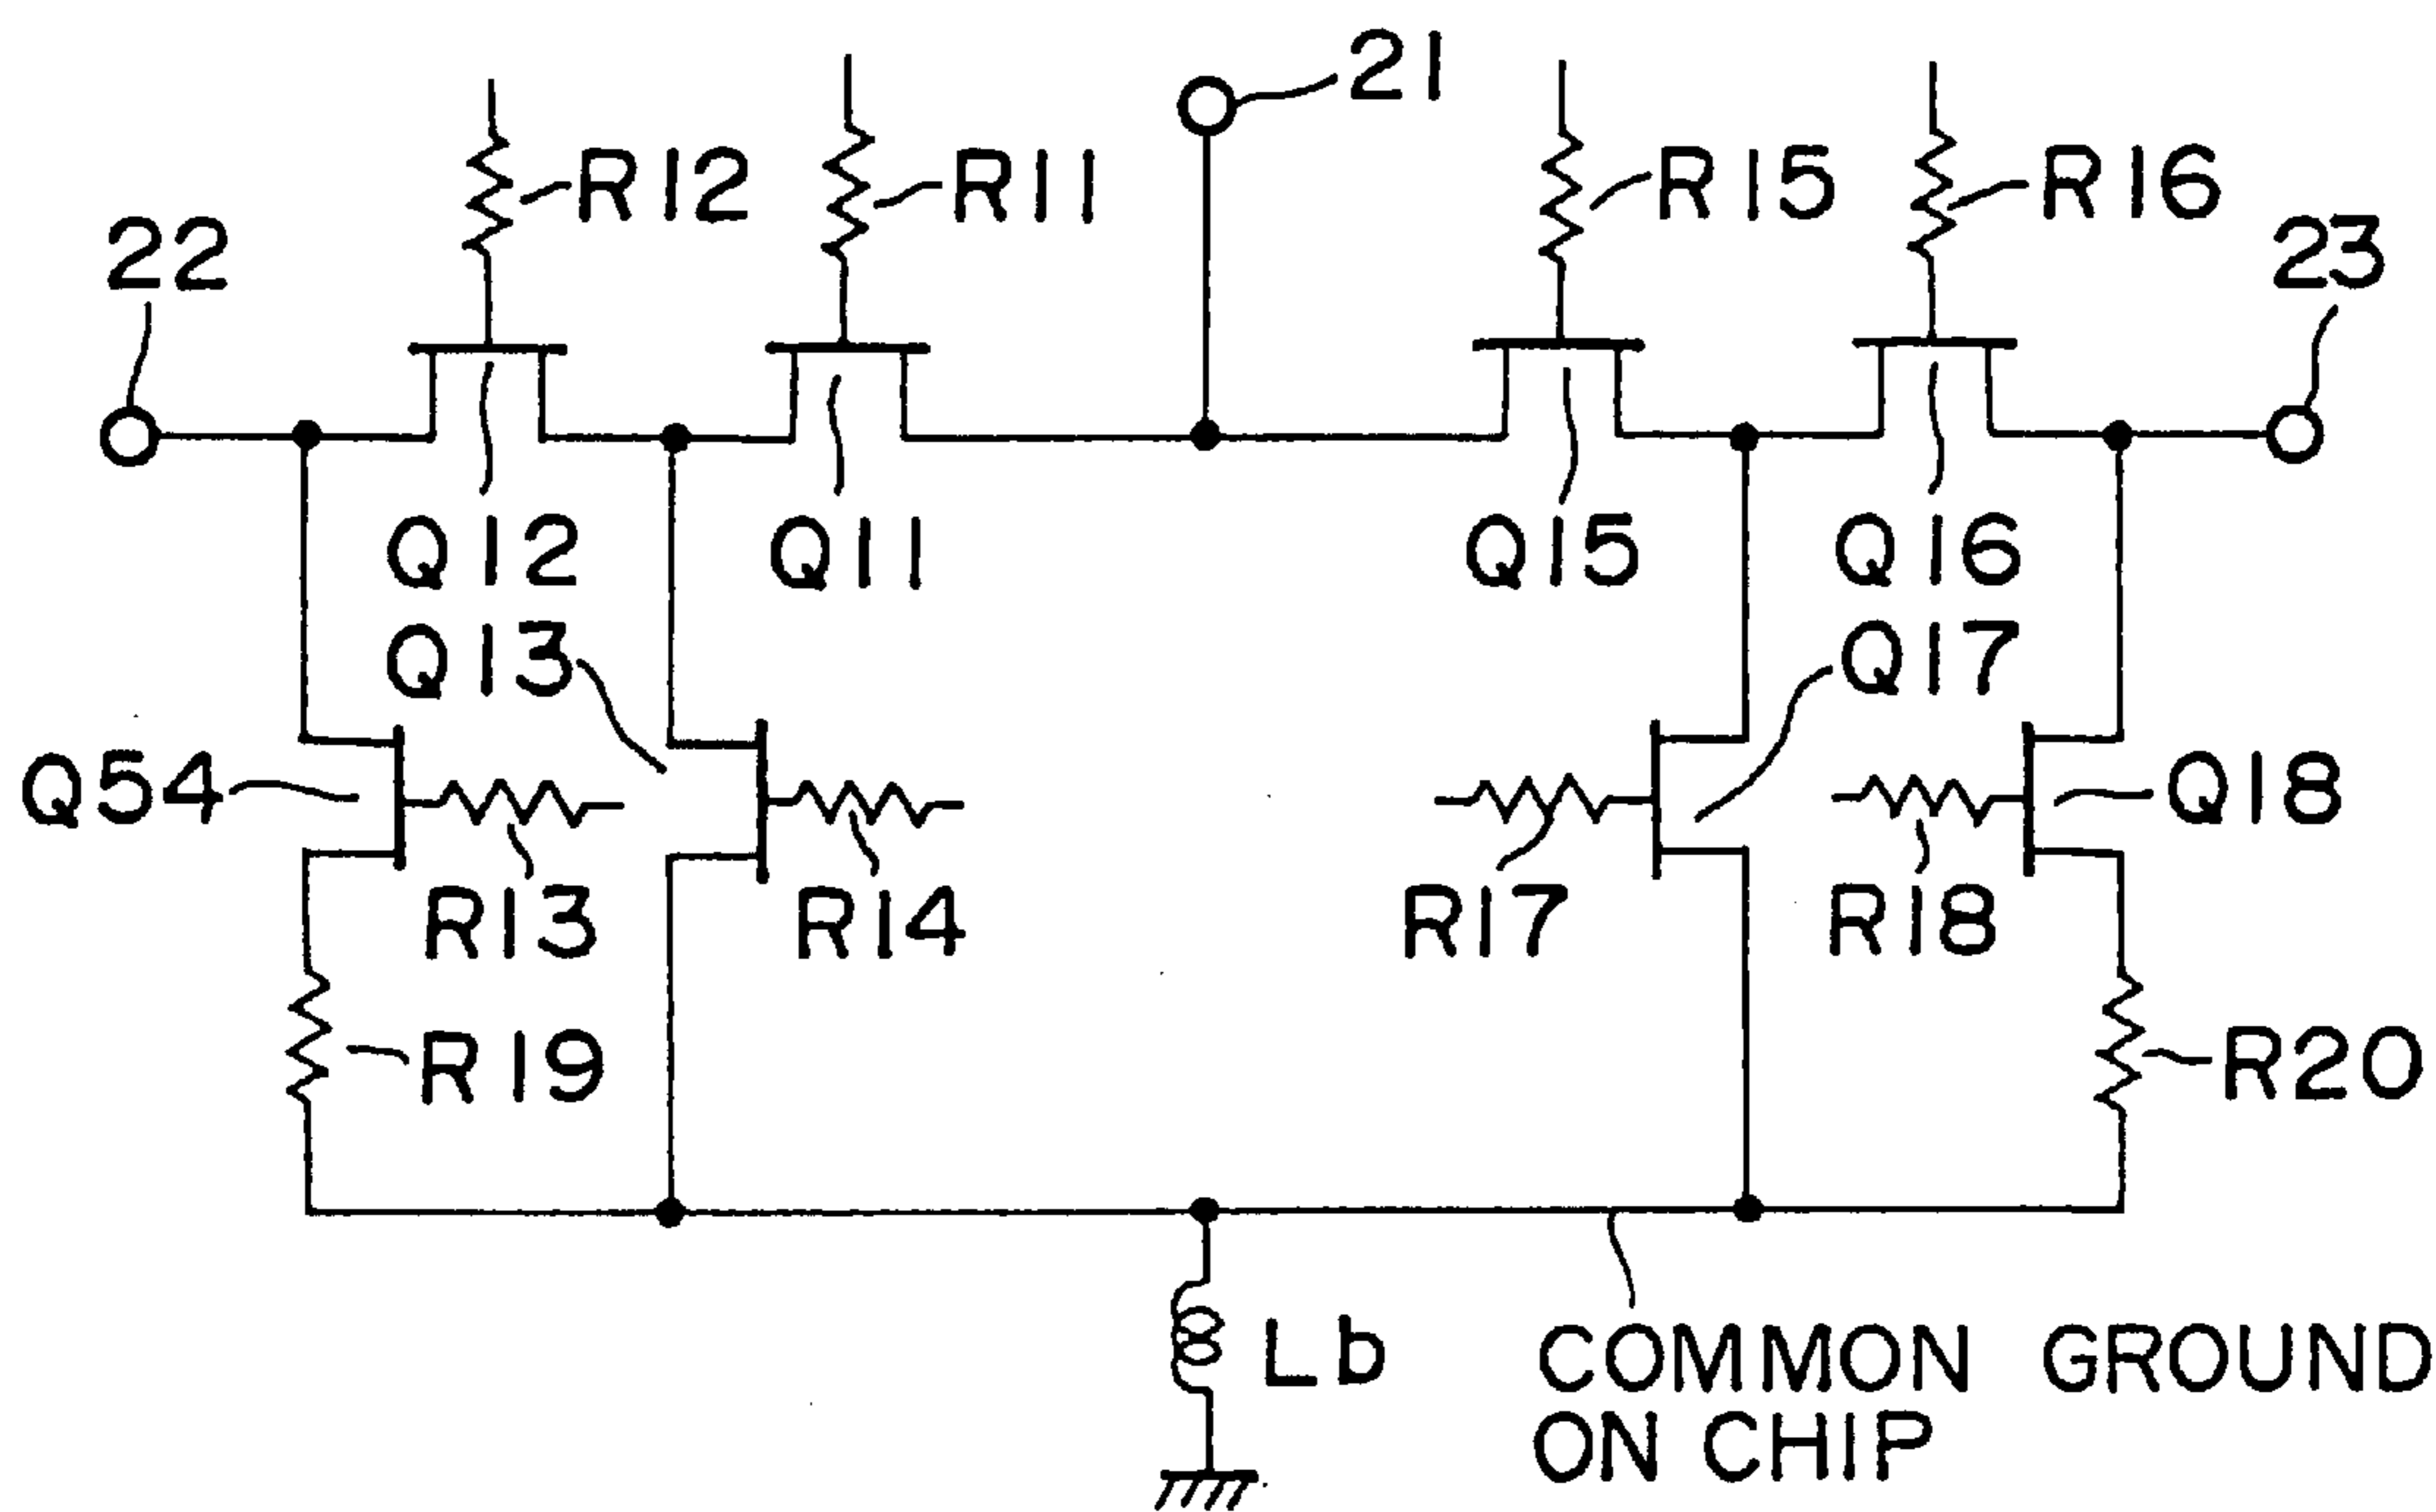 21
R12
R11
R15
R16
22
23
Q12
Q11
Q15
Q16
Q13
Q17
Q54
Q18
R13
R14
R17
R18
R19
R20
Lb
COMMON GROUND
ON CHIP